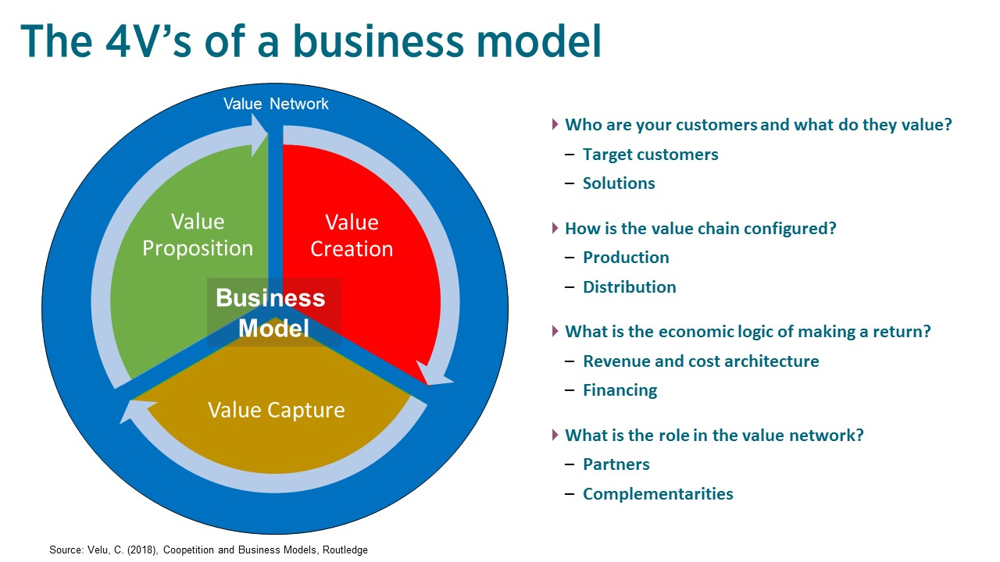 The 4V’s of a business model
Value Network
Value
Proposition
Value
Creation
Business
Model
Value Capture
Who are your customers and what do they value?
– Target customers
– Solutions
How is the value chain configured?
– Production
– Distribution
What is the economic logic of making a return?
– Revenue and cost architecture
– Financing
What is the role in the value network?
– Partners
– Complementarities
Source: Velu, C. (2018), Coopetition and Business Models, Routledge